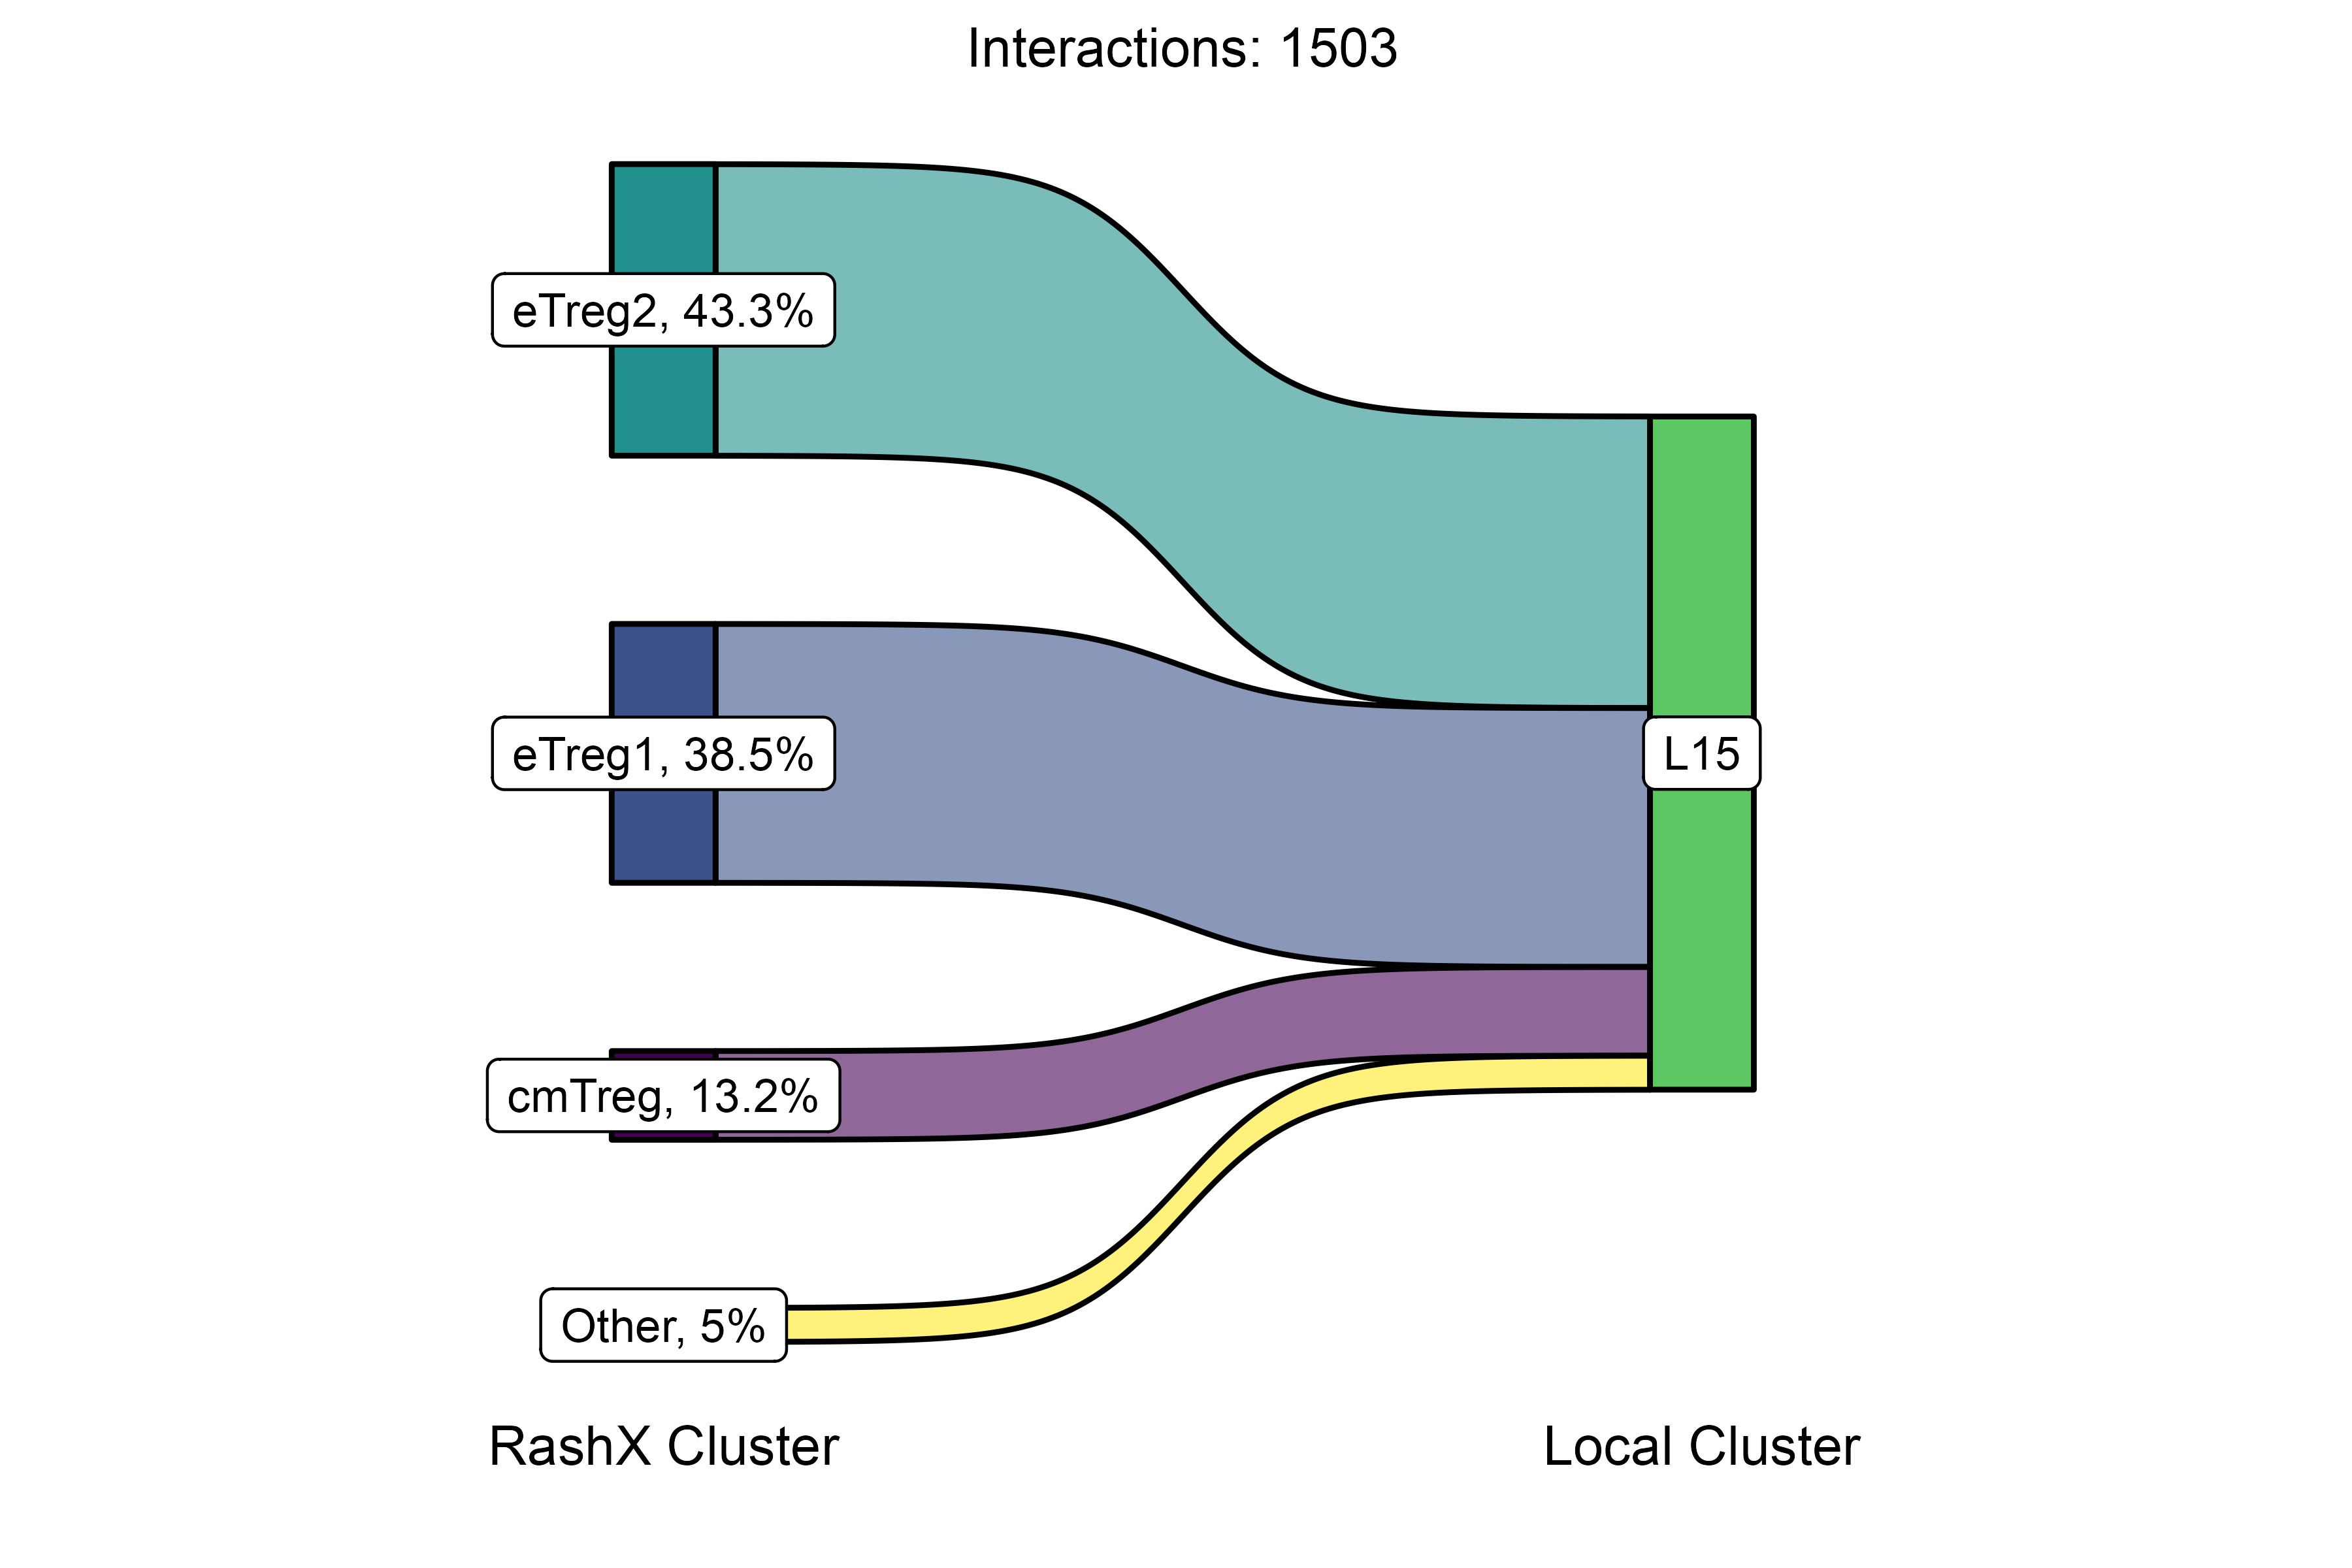 Interactions: 1503
eTreg2, 43.3%
eTreg1, 38.5%
L15
cmTreg, 13.2%
Other, 5%
RashX Cluster
Local Cluster